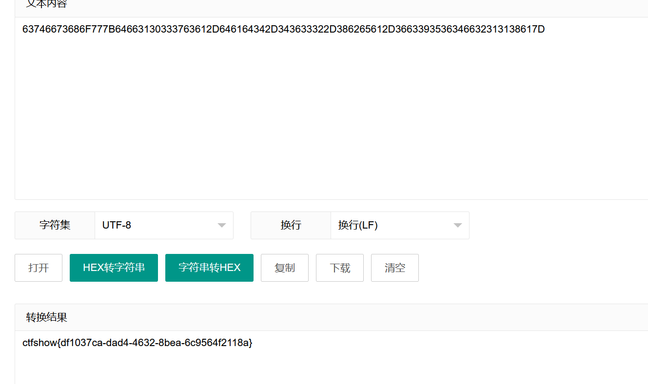 文本内容
63746673686F777B64663130333763612D646164342D343633322D386265612D3663393536346632313138617D
字符集 UTF-8 换行 换行(LF)
打开 HEX转字符串 字符串转HEX 复制 下载 清空
转换结果
ctfshow{df1037ca-dad4-4632-8bea-6c9564f2118a}